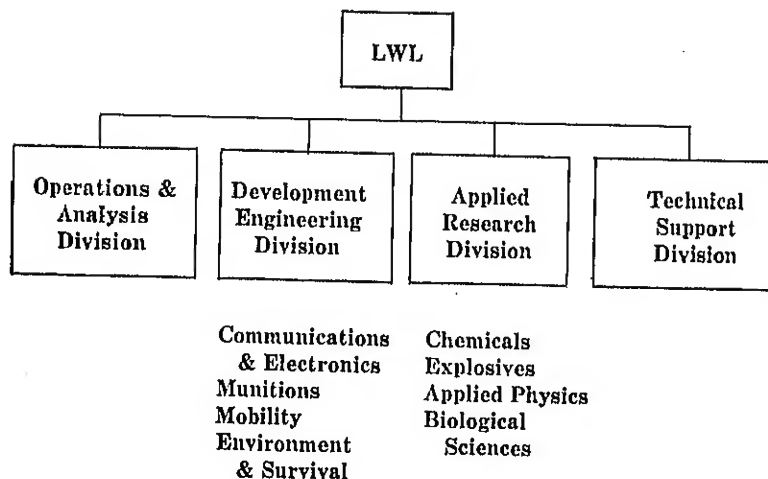 LWL
Operations &
Analysis
Division
Development
Engineering
Division
Applied
Research
Division
Technical
Support
Division
Communications
& Electronics
Munitions
Mobility
Environment
& Survival
Chemicals
Explosives
Applied Physics
Biological
Sciences